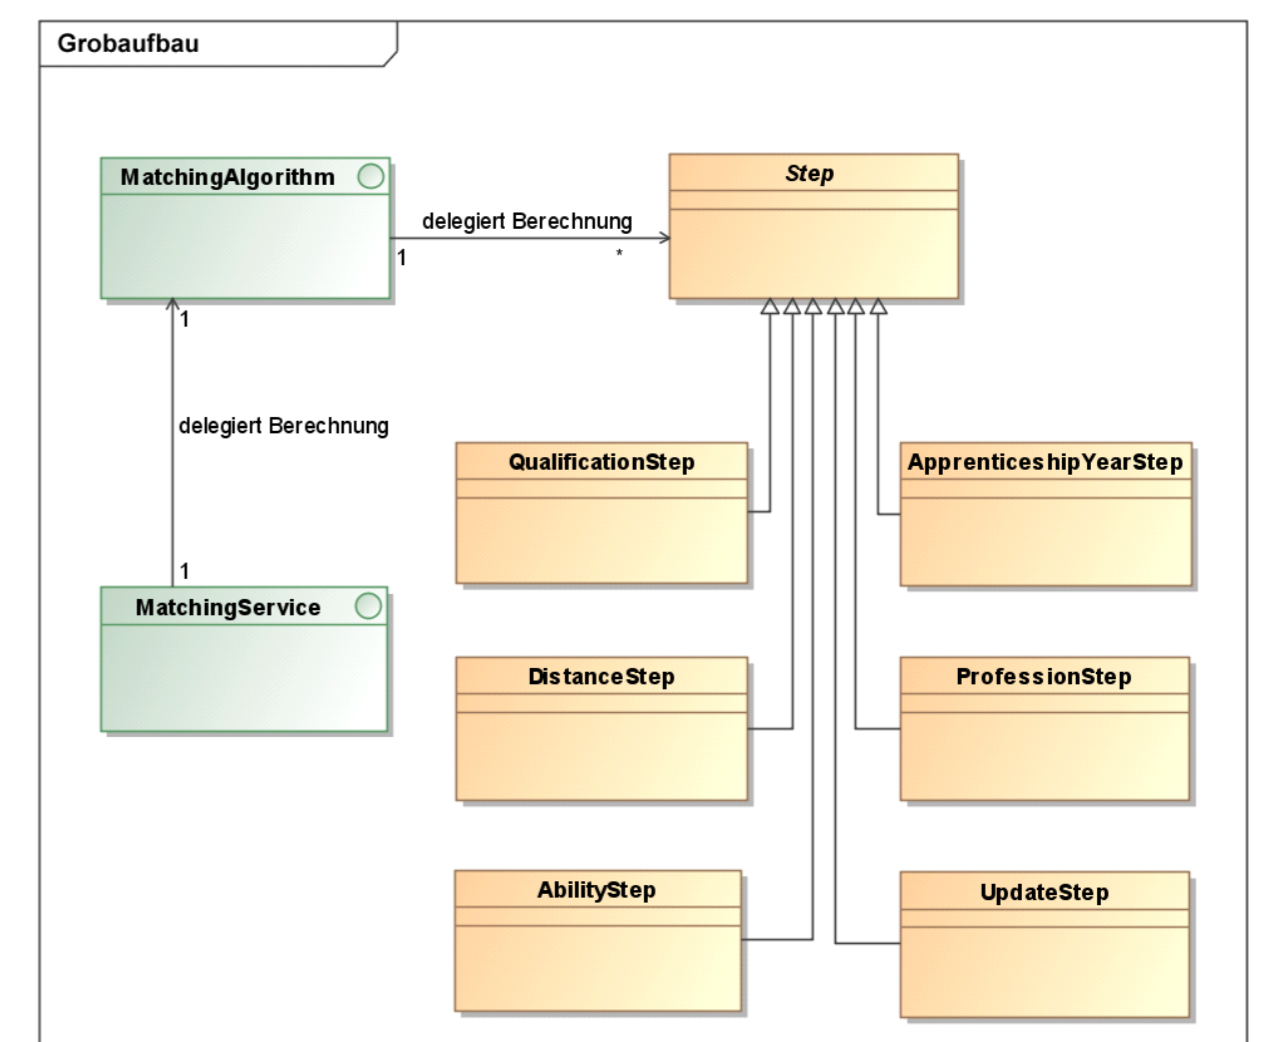 Grobaufbau
MatchingAlgorithm
Step
delegiert Berechnung
1
*
1
delegiert Berechnung
1
MatchingService
QualificationStep
ApprenticeshipYearStep
DistanceStep
ProfessionStep
AbilityStep
UpdateStep